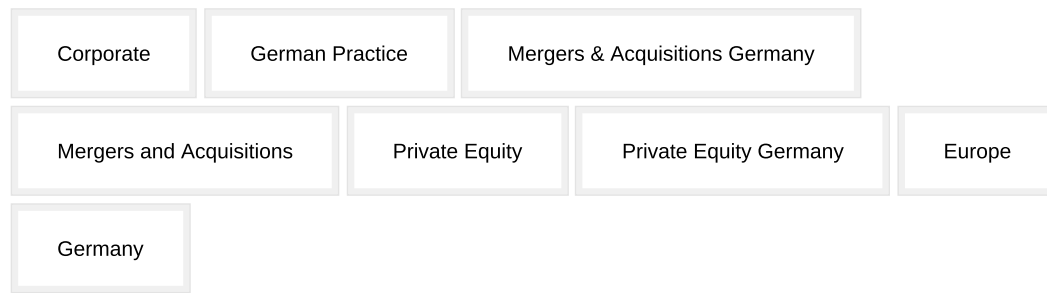 Corporate German Practice Mergers & Acquisitions Germany
Mergers and Acquisitions Private Equity Private Equity Germany Europe
Germany